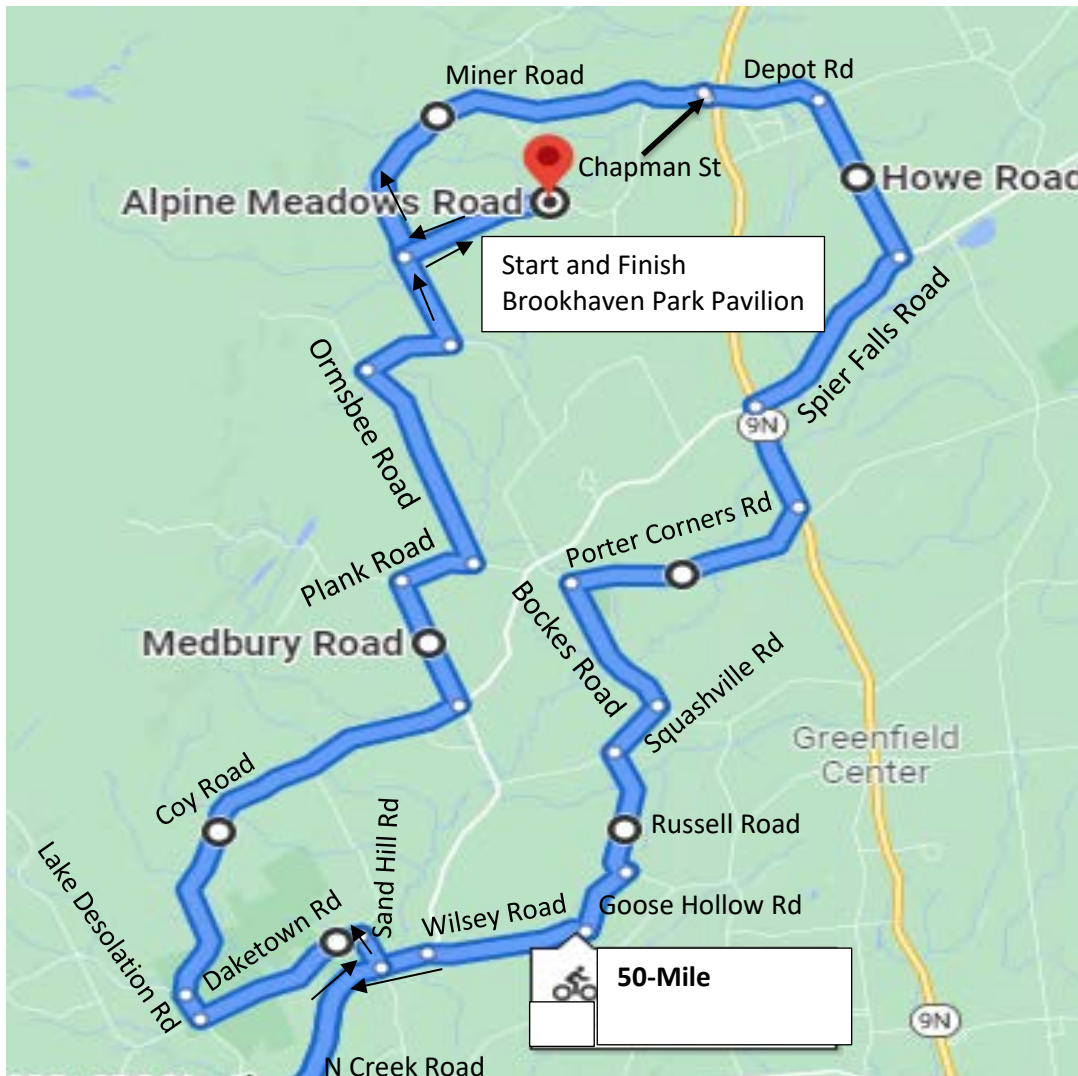 Miner Road
Depot Rd
Chapman St
Howe Road
Alpine Meadows Road
Start and Finish
Brookhaven Park Pavilion
Spier Falls Road
Ormsbee Road
9N
Porter Corners Rd
Plank Road
Bockes Road
Medbury Road
Squashville Rd
Greenfield
Center
Coy Road
Sand Hill Rd
Russell Road
Lake Desolation Rd
Daketown Rd
Wilsey Road
Goose Hollow Rd
50-Mile
9N
N Creek Road